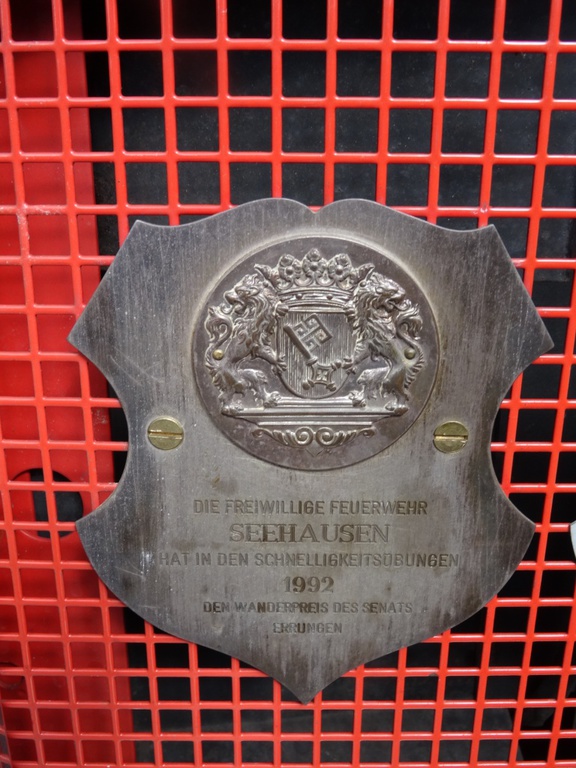 DIE FREIWILLIGE FEUERWEHR
SEEHAUSEN
HAT IN DEN SCHNELLIGKEITSÜBUNGEN
1992
DEN WANDERPREIS DES SENATS
ERRUNGEN